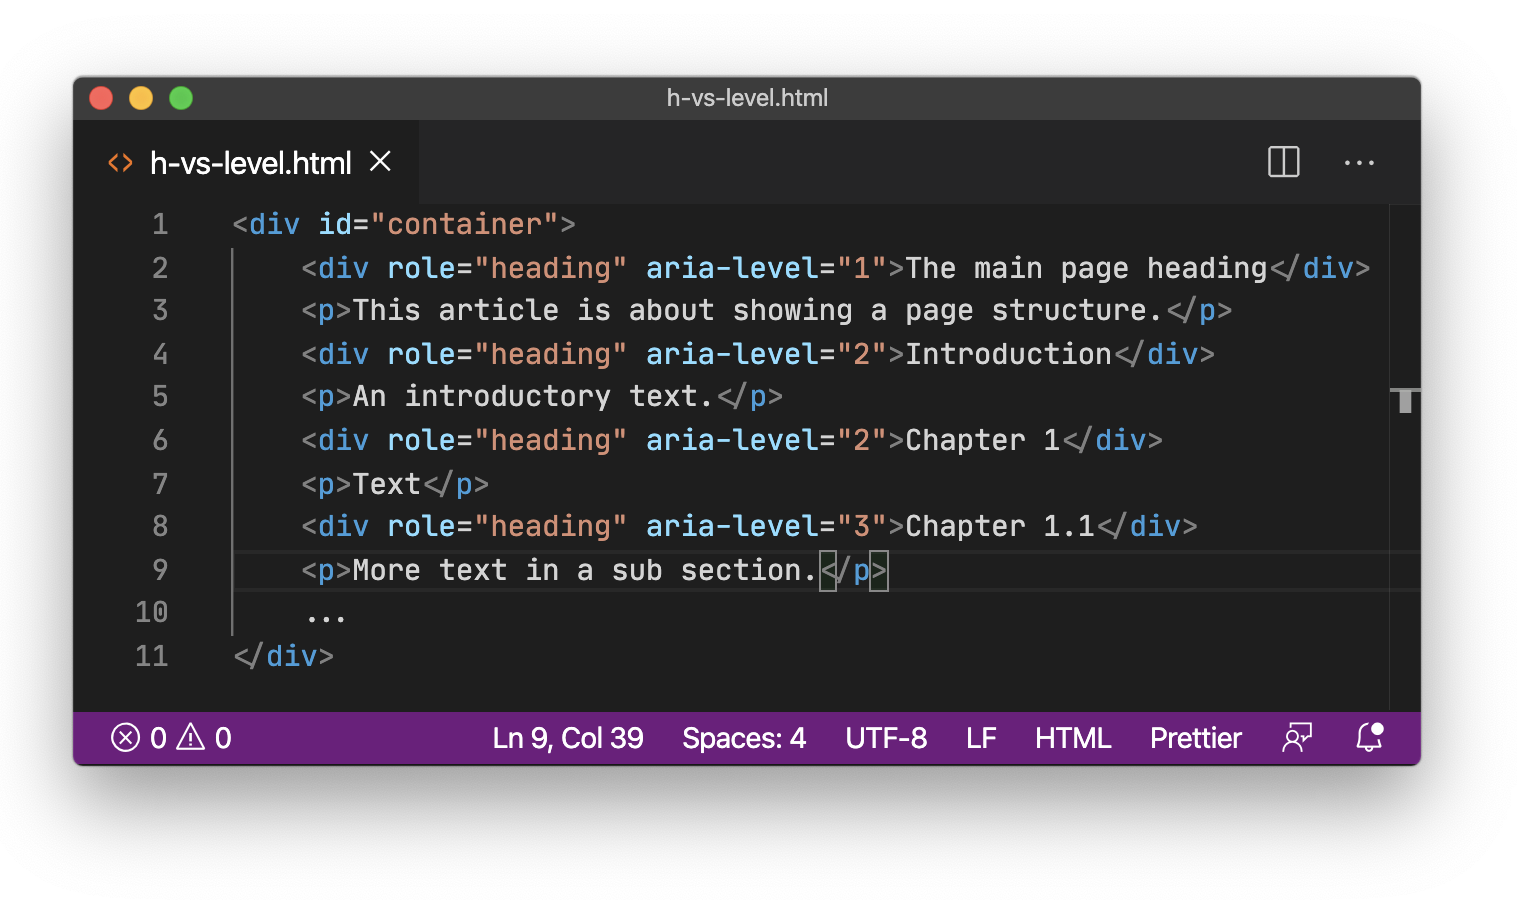 h-vs-level.html
h-vs-level.html
1 <div id="container">
2 <div role="heading" aria-level="1">The main page heading</div>
3 <p>This article is about showing a page structure.</p>
4 <div role="heading" aria-level="2">Introduction</div>
5 <p>An introductory text.</p>
6 <div role="heading" aria-level="2">Chapter 1</div>
7 <p>Text</p>
8 <div role="heading" aria-level="3">Chapter 1.1</div>
9 <p>More text in a sub section.</p>
10 ...
11 </div>
0 0 Ln 9, Col 39 Spaces: 4 UTF-8 LF HTML Prettier